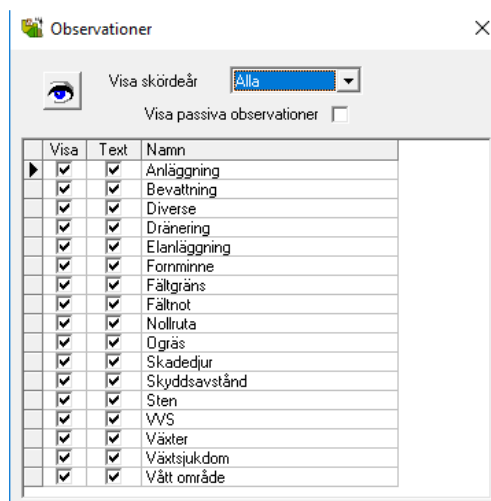 Observationer
Visa skördeår Alla
Visa passiva observationer
Visa Text Namn
Anläggning
Bevattning
Diverse
Dränering
Elanläggning
Fornminne
Fältgräns
Fältnot
Nollruta
Ogräs
Skadedjur
Skyddsavstånd
Sten
VVS
Växter
Växtsjukdom
Vått område